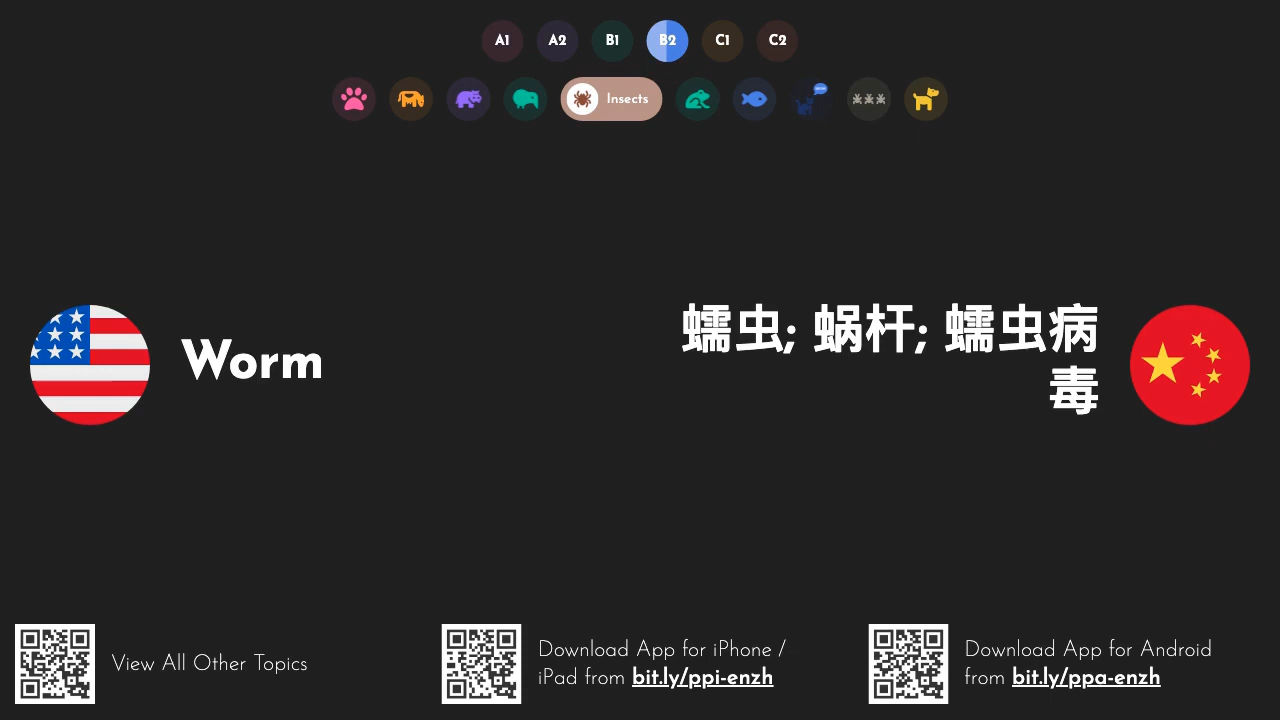 A1 A2 B1 B2 C1 C2
Insects
Worm
蠕虫; 蜗杆; 蠕虫病
毒
View All Other Topics
Download App for iPhone /
iPad from bit.ly/ppi-enzh
Download App for Android
from bit.ly/ppa-enzh